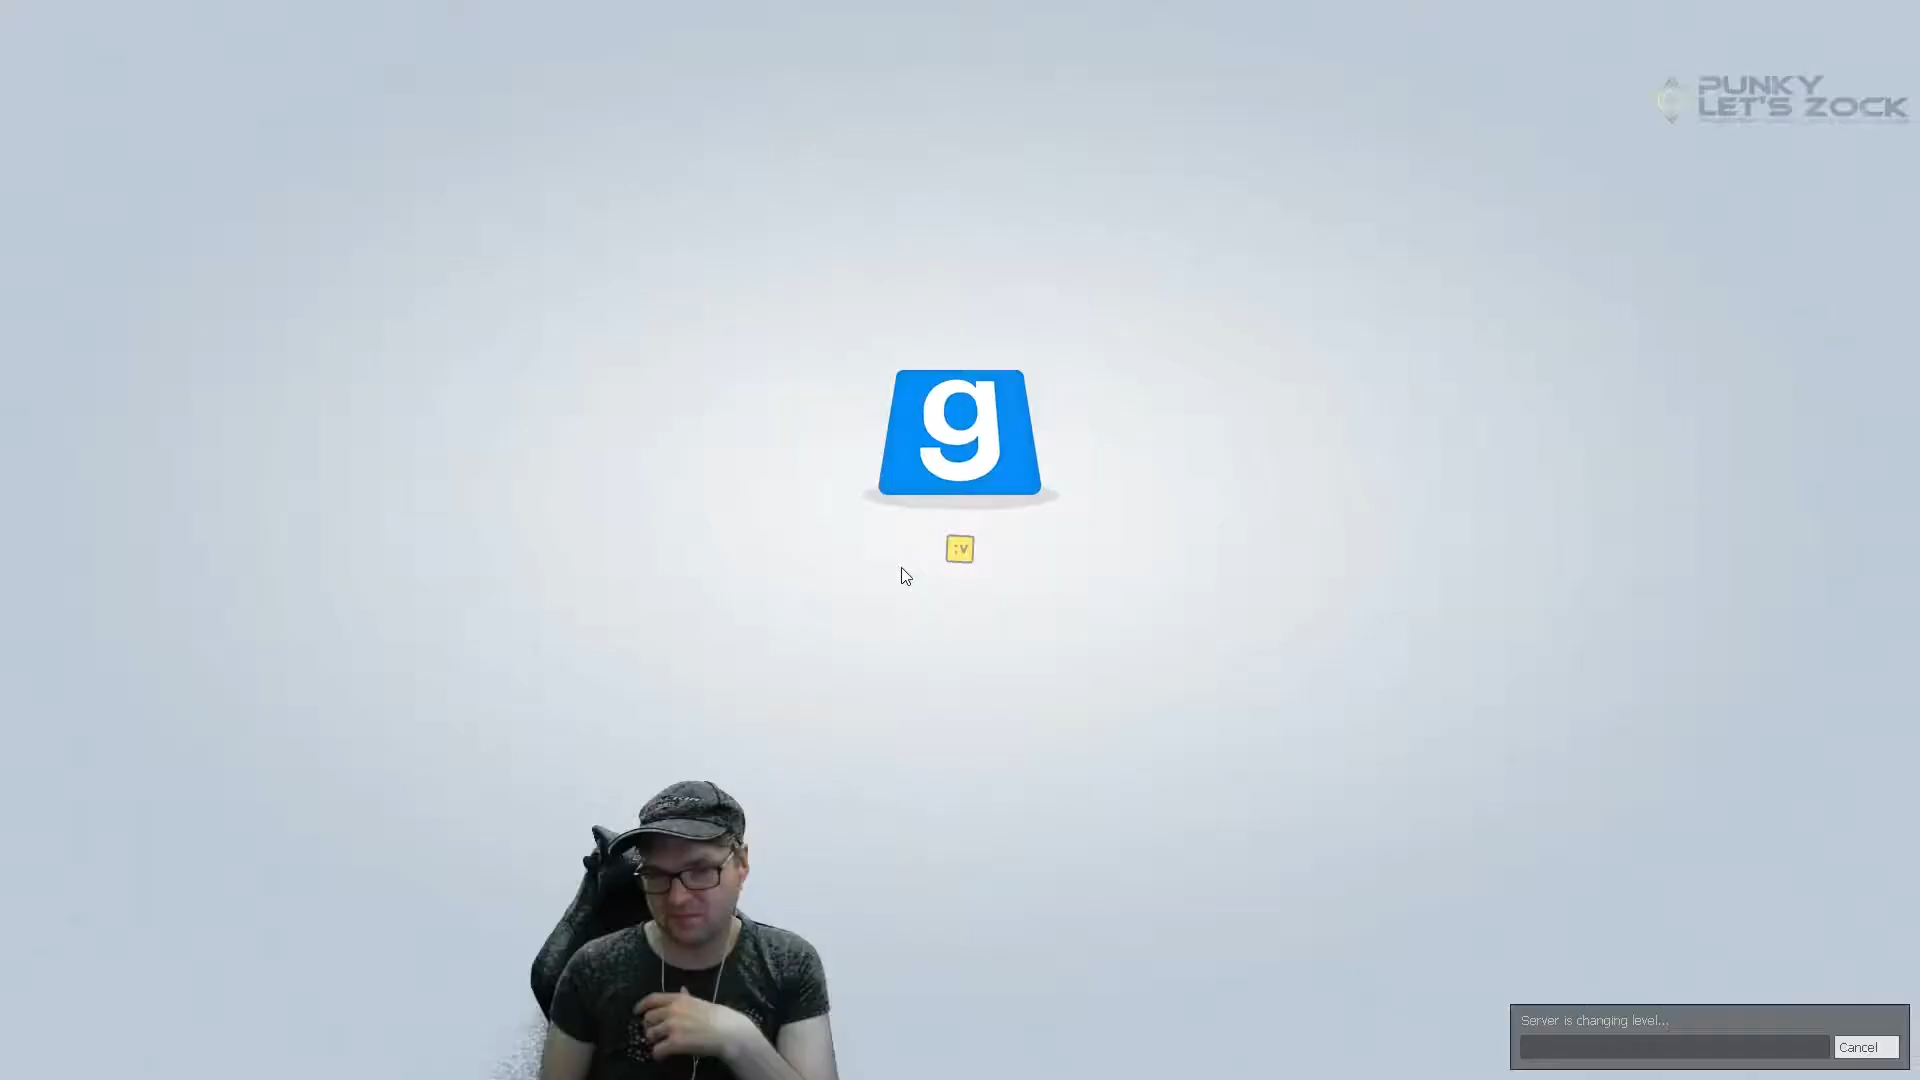 PUNKY
LET'S ZOCK
g
;v
Server is changing level...
Cancel